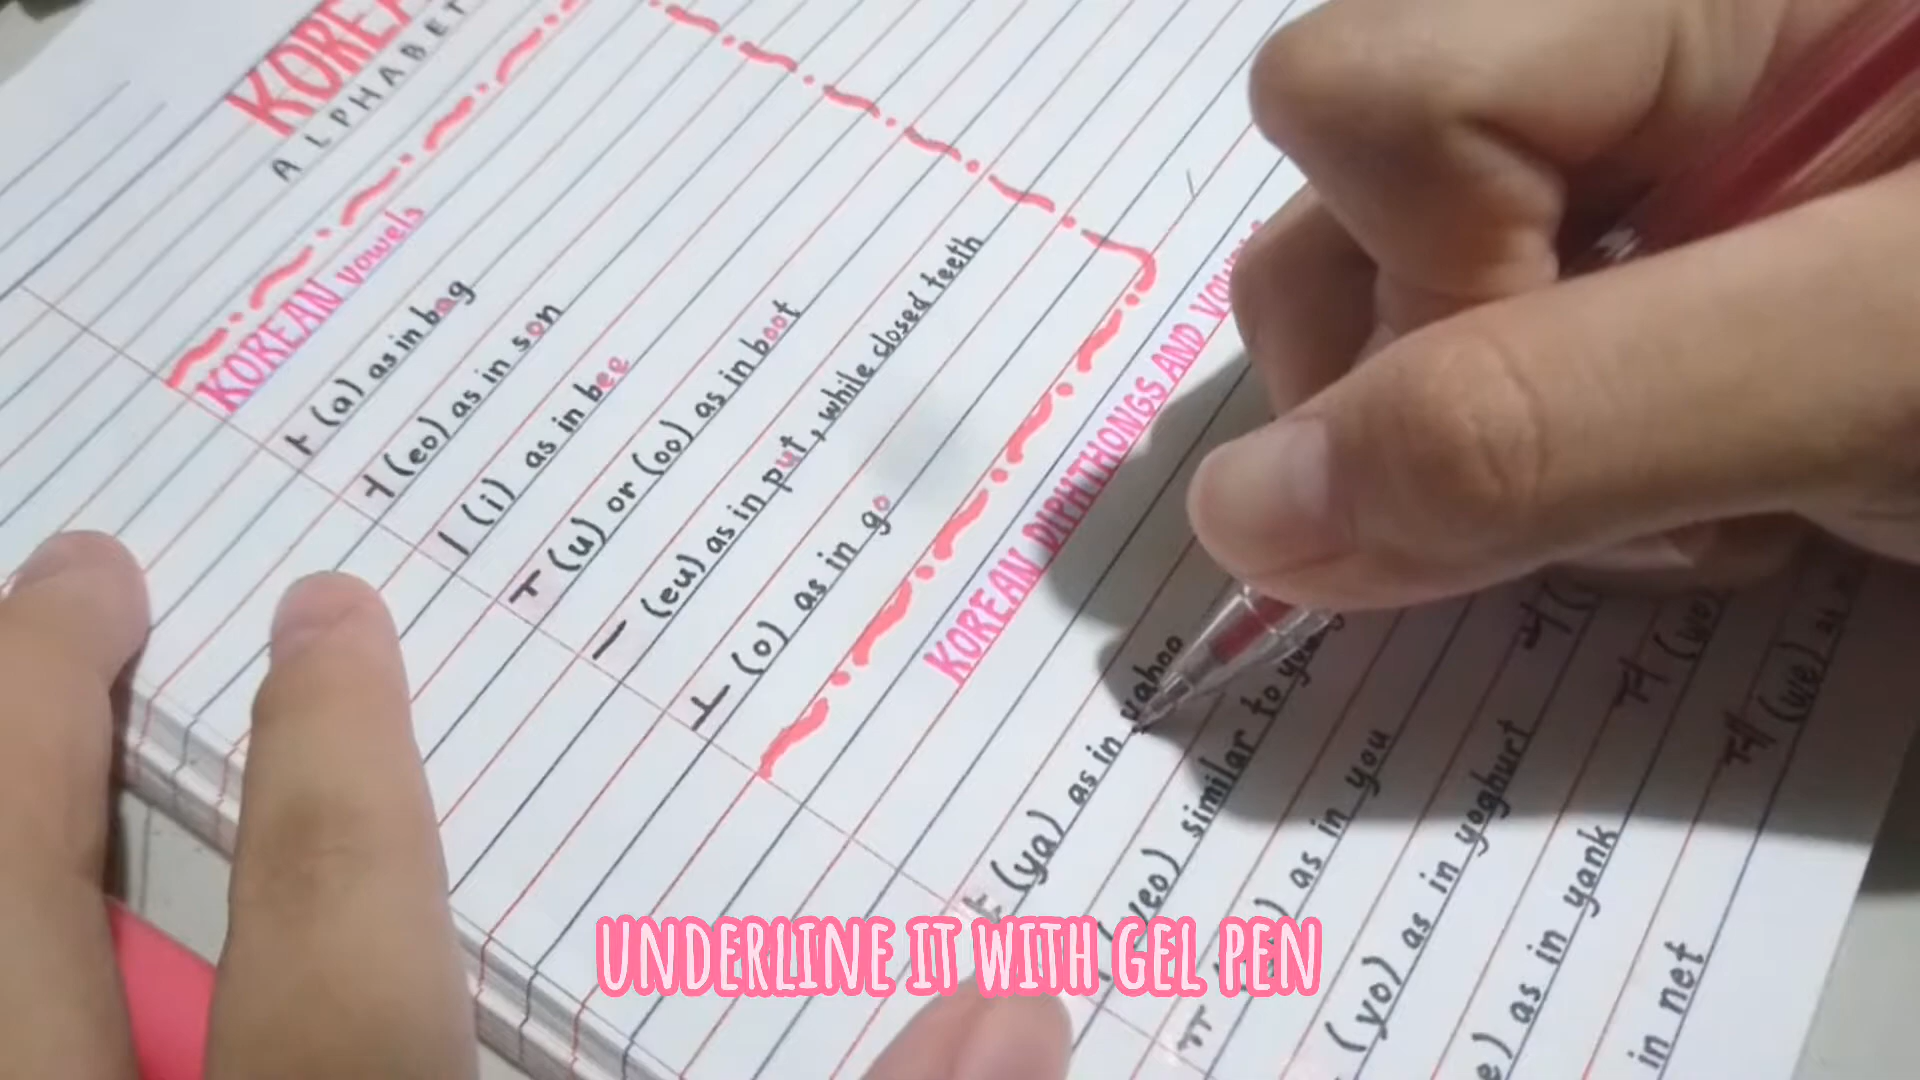 KOREA
ALPHABET
KOREAN vowels
ㅏ (a) as in bag
ㅓ (eo) as in son
ㅣ (i) as in bee
ㅜ (u) or (oo) as in boot
ㅡ (eu) as in put, while closed teeth
ㅗ (o) as in go
KOREAN DIPHTHONGS AND
ㅑ (ya) as in yahoo
(yeo) similar to
ㅠ as in you
(yo) as in yoghurt
as in yank
in net
ㅝ
ㅞ (we)
UNDERLINE IT WITH GEL PEN